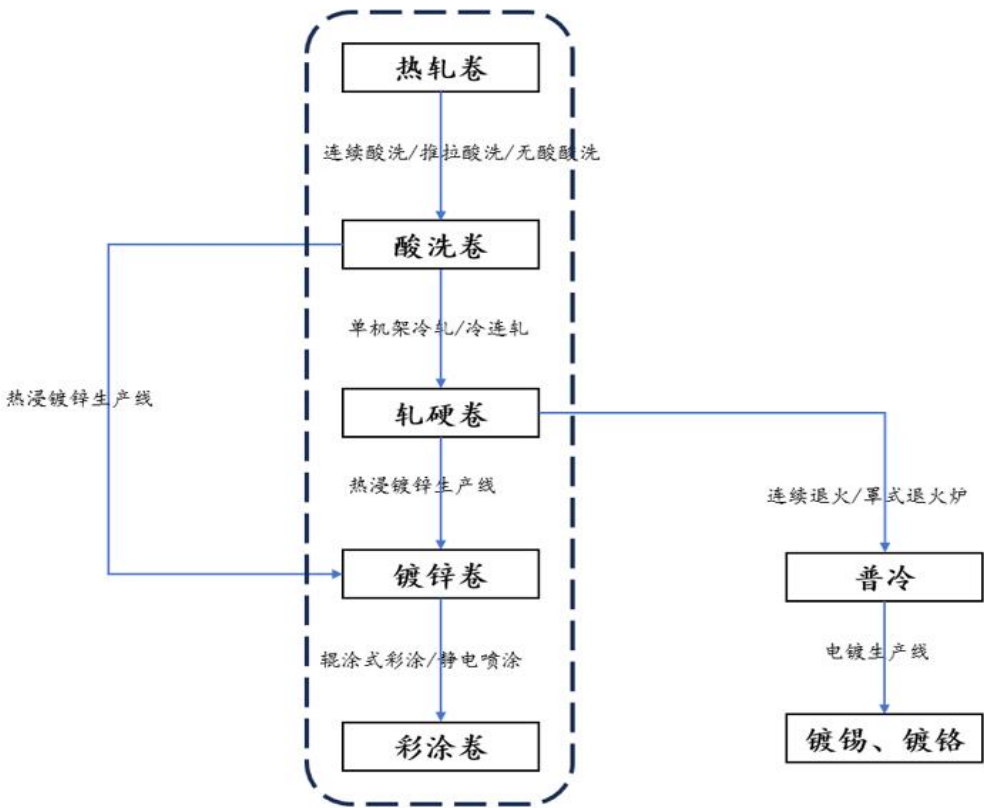 热轧卷
连续酸洗/推拉酸洗/无酸酸洗
酸洗卷
单机架冷轧/冷连轧
热浸镀锌生产线
轧硬卷
热浸镀锌生产线
连续退火/罩式退火炉
镀锌卷
普冷
辊涂式彩涂/静电喷涂
电镀生产线
彩涂卷
镀锡、镀铬